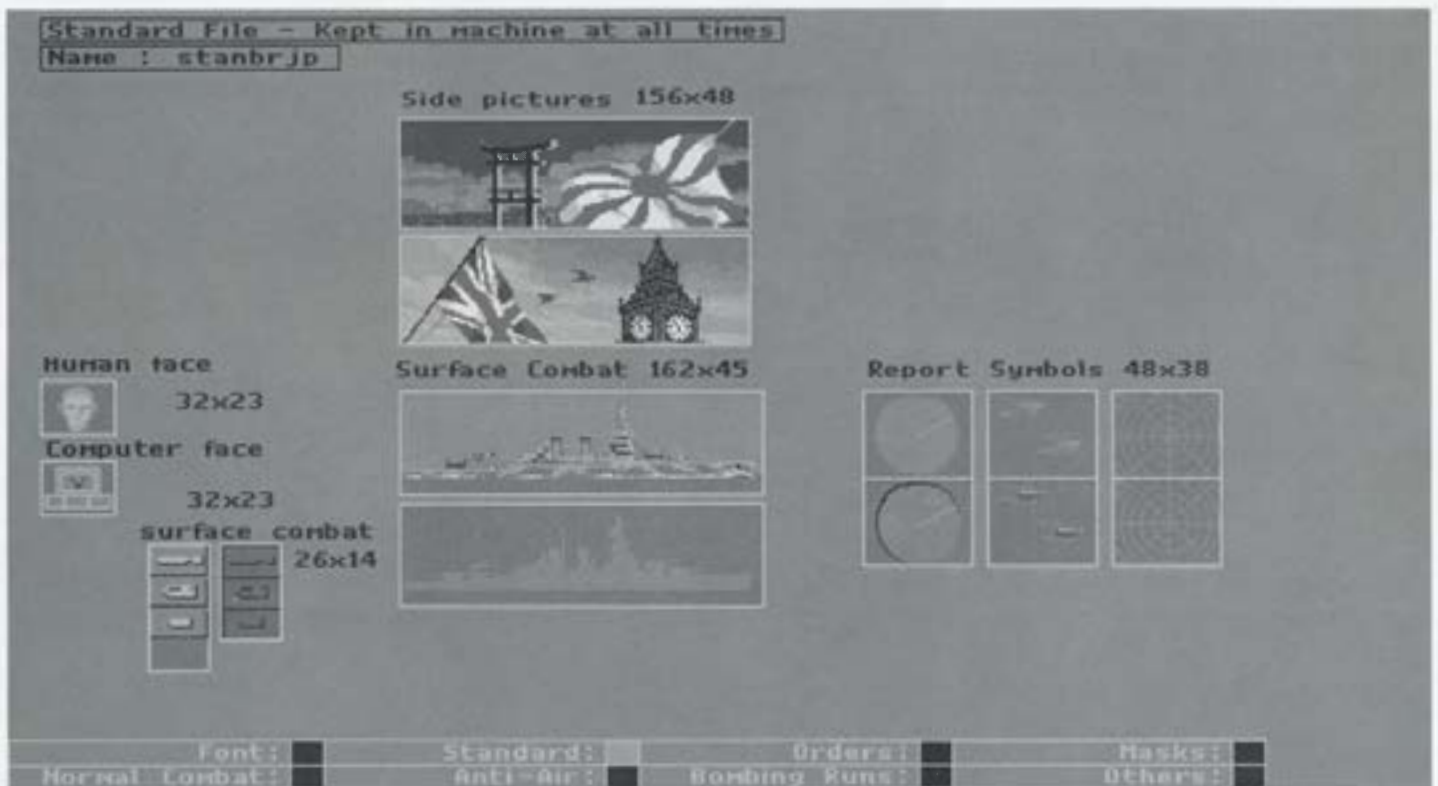 Standard File - Kept in machine at all times
Name : stanbrjp
Side pictures 156x48
Human face
32x23
Computer face
32x23
surface combat
26x14
Surface Combat 162x45
Report Symbols 48x38
Font:
Standard:
Orders:
Masks:
Normal Combat:
Anti-Air:
Bombing Runs:
Others: